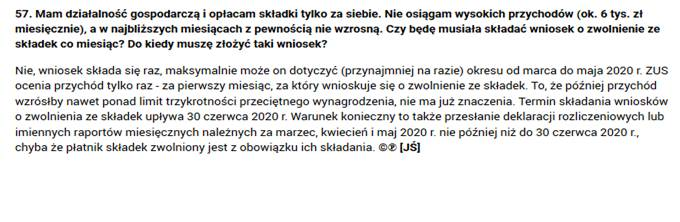 57. Mam działalność gospodarczą i opłacam składki tylko za siebie. Nie osiągam wysokich przychodów (ok. 6 tys. zł
miesięcznie), a w najbliższych miesiącach z pewnością nie wzrosną. Czy będę musiała składać wniosek o zwolnienie ze
składek co miesiąc? Do kiedy muszę złożyć taki wniosek?
Nie, wniosek składa się raz, maksymalnie może on dotyczyć (przynajmniej na razie) okresu od marca do maja 2020 r. ZUS
ocenia przychód tylko raz - za pierwszy miesiąc, za który wnioskuje się o zwolnienie ze składek. To, że później przychód
wzrósłby nawet ponad limit trzykrotności przeciętnego wynagrodzenia, nie ma już znaczenia. Termin składania wniosków
o zwolnienia ze składek upływa 30 czerwca 2020 r. Warunek konieczny to także przesłanie deklaracji rozliczeniowych lub
imiennych raportów miesięcznych należnych za marzec, kwiecień i maj 2020 r. nie później niż do 30 czerwca 2020 r.,
chyba że płatnik składek zwolniony jest z obowiązku ich składania. ©℗ [JŚ]